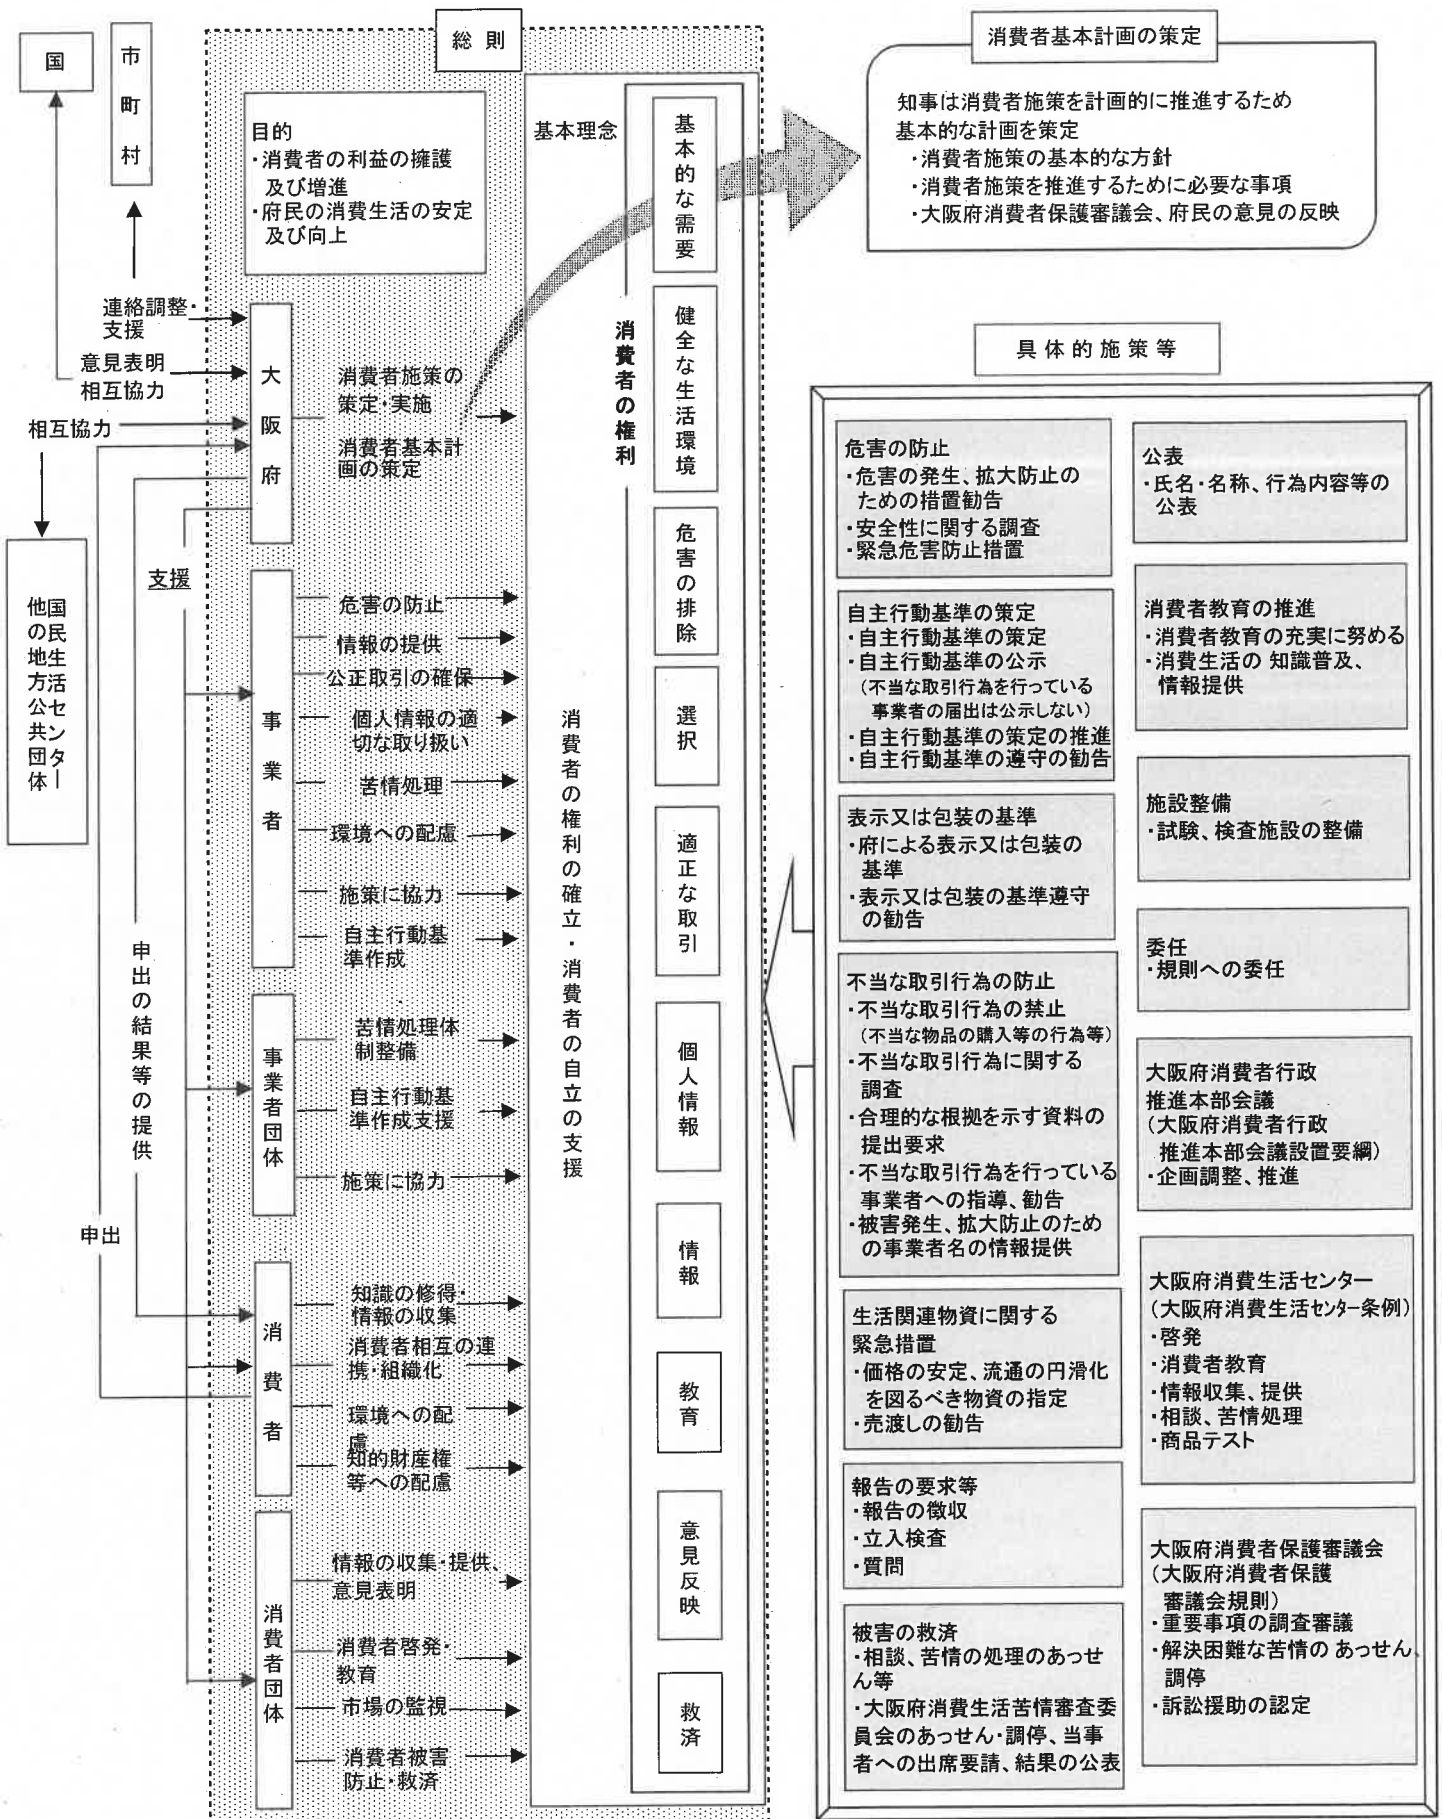 国
市町村
総則
目的
・消費者の利益の擁護
及び増進
・府民の消費生活の安定
及び向上
連絡調整・
支援
意見表明
相互協力
相互協力
国民生活センター
他の地方公共団体
支援
申出の結果等の提供
申出
大阪府
消費者施策の
策定・実施
消費者基本計
画の策定
事業者
危害の防止
情報の提供
公正取引の確保
個人情報の適
切な取り扱い
苦情処理
環境への配慮
施策に協力
自主行動基
準作成
事業者団体
苦情処理体
制整備
自主行動基
準作成支援
施策に協力
消費者
知識の修得・
情報の収集
消費者相互の連
携・組織化
環境への配
慮
知的財産権
等への配慮
消費者団体
情報の収集・提供、
意見表明
消費者啓発・
教育
市場の監視
消費者被害
防止・救済
基本理念
消費者の権利の確立・消費者の自立の支援
消費者の権利
基本的な需要
健全な生活環境
危害の排除
選択
適正な取引
個人情報
情報
教育
意見反映
救済
消費者基本計画の策定
知事は消費者施策を計画的に推進するため
基本的な計画を策定
・消費者施策の基本的な方針
・消費者施策を推進するために必要な事項
・大阪府消費者保護審議会、府民の意見の反映
具体的施策等
危害の防止
・危害の発生、拡大防止の
ための措置勧告
・安全性に関する調査
・緊急危害防止措置
自主行動基準の策定
・自主行動基準の策定
・自主行動基準の公示
(不当な取引行為を行っている
事業者の届出は公示しない)
・自主行動基準の策定の推進
・自主行動基準の遵守の勧告
表示又は包装の基準
・府による表示又は包装の
基準
・表示又は包装の基準遵守
の勧告
不当な取引行為の防止
・不当な取引行為の禁止
(不当な物品の購入等の行為等)
・不当な取引行為に関する
調査
・合理的な根拠を示す資料の
提出要求
・不当な取引行為を行っている
事業者への指導、勧告
・被害発生、拡大防止のため
の事業者名の情報提供
生活関連物資に関する
緊急措置
・価格の安定、流通の円滑化
を図るべき物資の指定
・売渡しの勧告
報告の要求等
・報告の徴収
・立入検査
・質問
被害の救済
・相談、苦情の処理のあっせ
ん等
・大阪府消費生活苦情審査委
員会のあっせん・調停、当事
者への出席要請、結果の公表
公表
・氏名・名称、行為内容等の
公表
消費者教育の推進
・消費者教育の充実に努める
・消費生活の 知識普及、
情報提供
施設整備
・試験、検査施設の整備
委任
・規則への委任
大阪府消費者行政
推進本部会議
(大阪府消費者行政
推進本部会議設置要綱)
・企画調整、推進
大阪府消費生活センター
(大阪府消費生活センター条例)
・啓発
・消費者教育
・情報収集、提供
・相談、苦情処理
・商品テスト
大阪府消費者保護審議会
(大阪府消費者保護
審議会規則)
・重要事項の調査審議
・解決困難な苦情の あっせん、
調停
・訴訟援助の認定